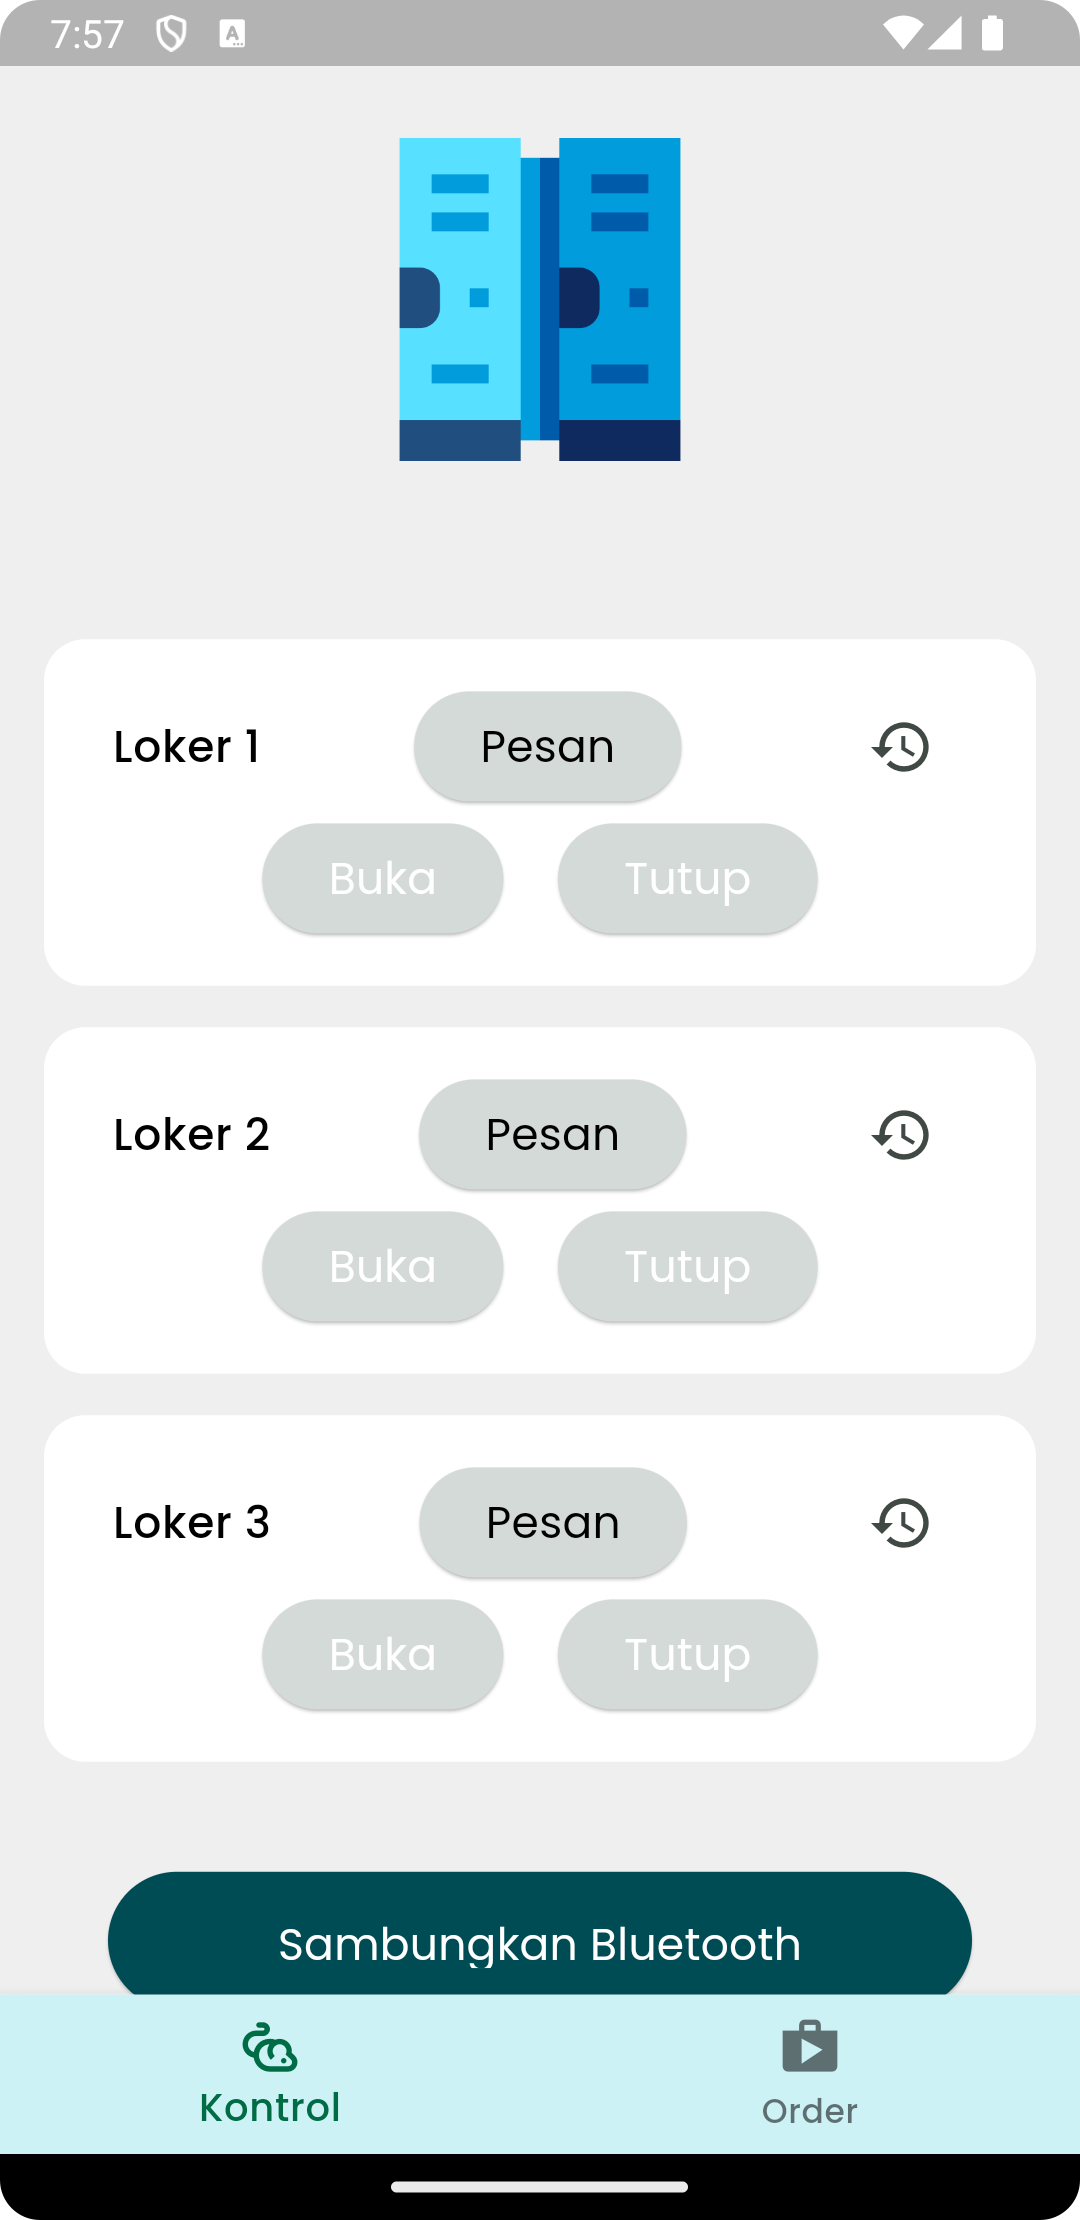 7:57
Loker 1
Pesan
Buka
Tutup
Loker 2
Pesan
Buka
Tutup
Loker 3
Pesan
Buka
Tutup
Sambungkan Bluetooth
Kontrol
Order